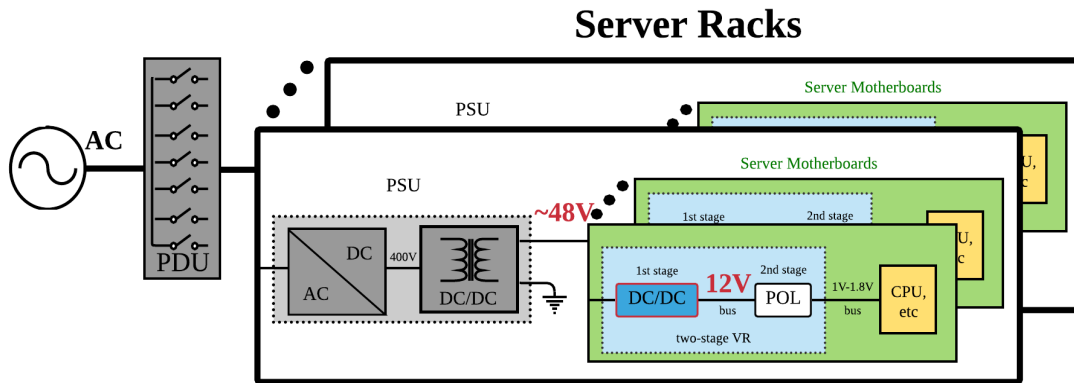 Server Racks
Server Motherboards
PSU
AC
U,
c
Server Motherboards
PSU
~48V
1st stage
2nd stage
U,
c
DC
AC
400V
DC/DC
PDU
1st stage
2nd stage
DC/DC
12V
bus
POL
1V-1.8V
bus
CPU,
etc
two-stage VR